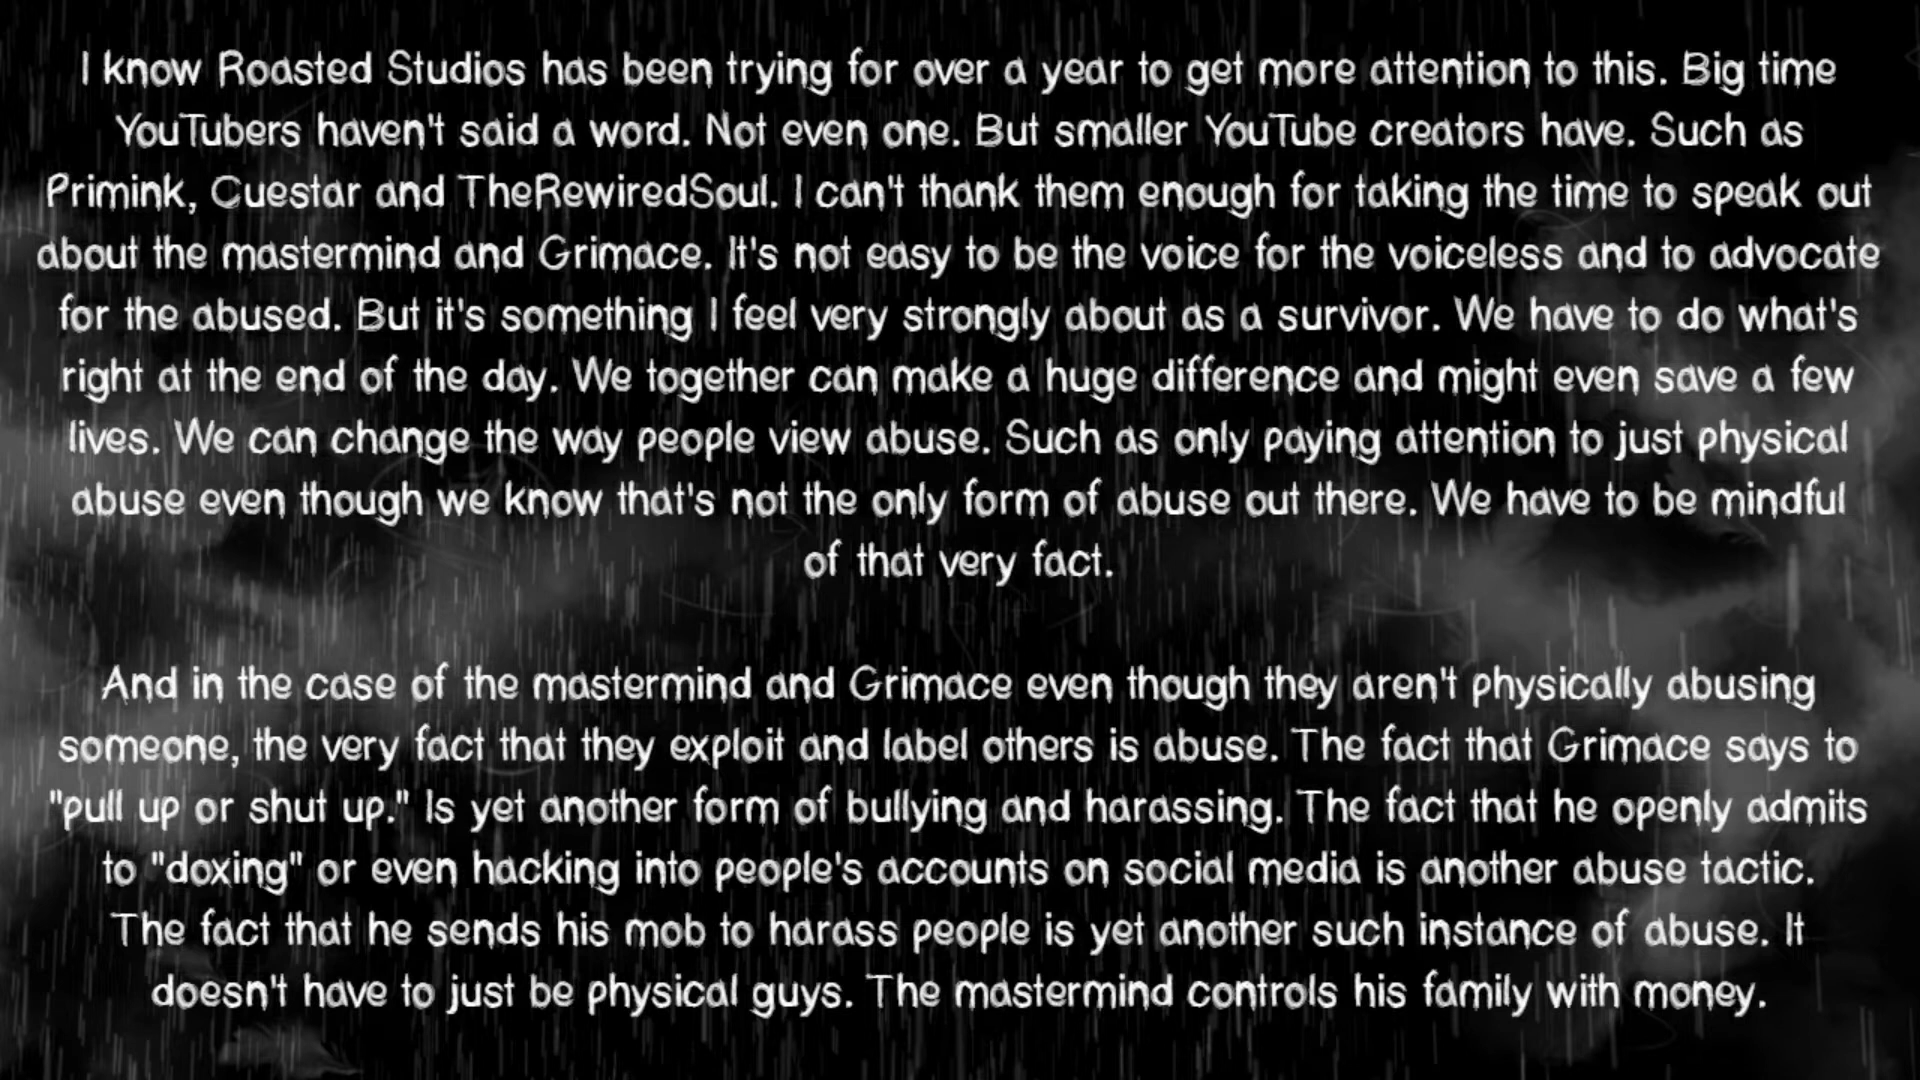 I know Roasted Studios has been trying for over a year to get more attention to this. Big time
YouTubers haven't said a word. Not even one. But smaller YouTube creators have. Such as
Primink, Cuestar and TheRewiredSoul. I can't thank them enough for taking the time to speak out
about the mastermind and Grimace. It's not easy to be the voice for the voiceless and to advocate
for the abused. But it's something I feel very strongly about as a survivor. We have to do what's
right at the end of the day. We together can make a huge difference and might even save a few
lives. We can change the way people view abuse. Such as only paying attention to just physical
abuse even though we know that's not the only form of abuse out there. We have to be mindful
of that very fact.
And in the case of the mastermind and Grimace even though they aren't physically abusing
someone, the very fact that they exploit and label others is abuse. The fact that Grimace says to
"pull up or shut up." Is yet another form of bullying and harassing. The fact that he openly admits
to "doxing" or even hacking into people's accounts on social media is another abuse tactic.
The fact that he sends his mob to harass people is yet another such instance of abuse. It
doesn't have to just be physical guys. The mastermind controls his family with money.